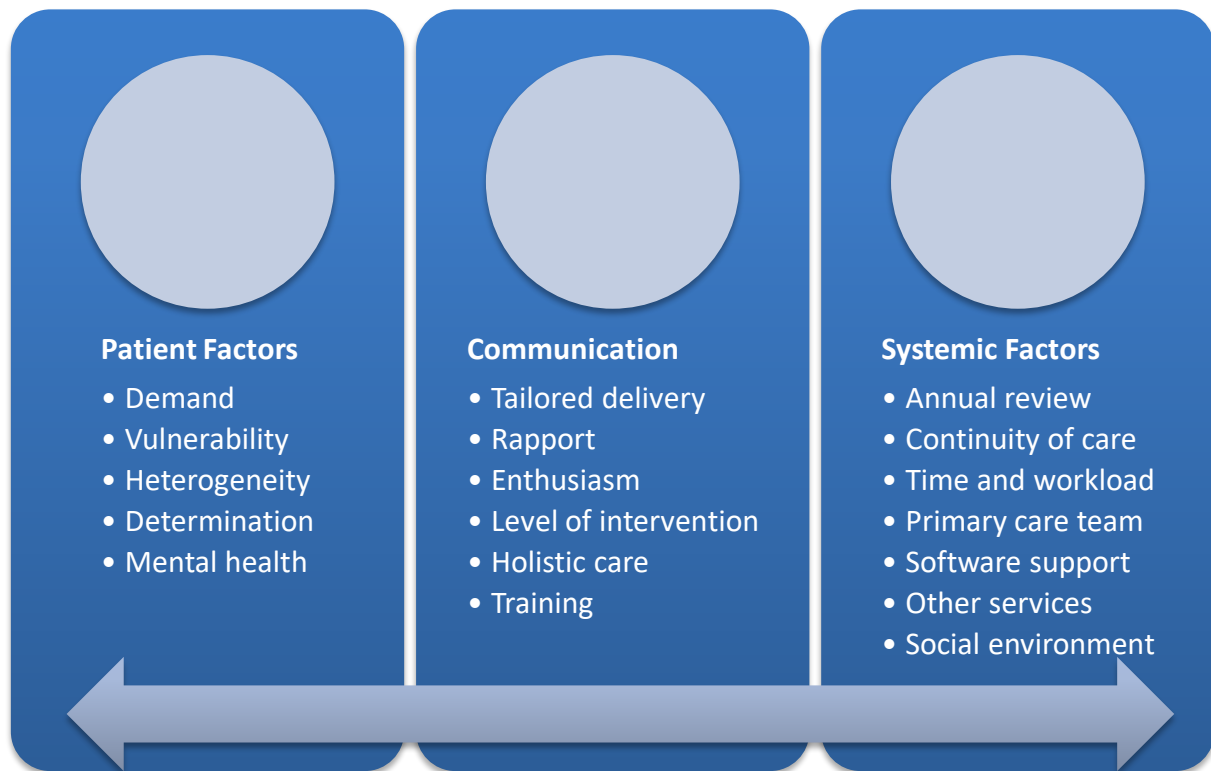 Patient Factors
• Demand
• Vulnerability
• Heterogeneity
• Determination
• Mental health
Communication
• Tailored delivery
• Rapport
• Enthusiasm
• Level of intervention
• Holistic care
• Training
Systemic Factors
• Annual review
• Continuity of care
• Time and workload
• Primary care team
• Software support
• Other services
• Social environment